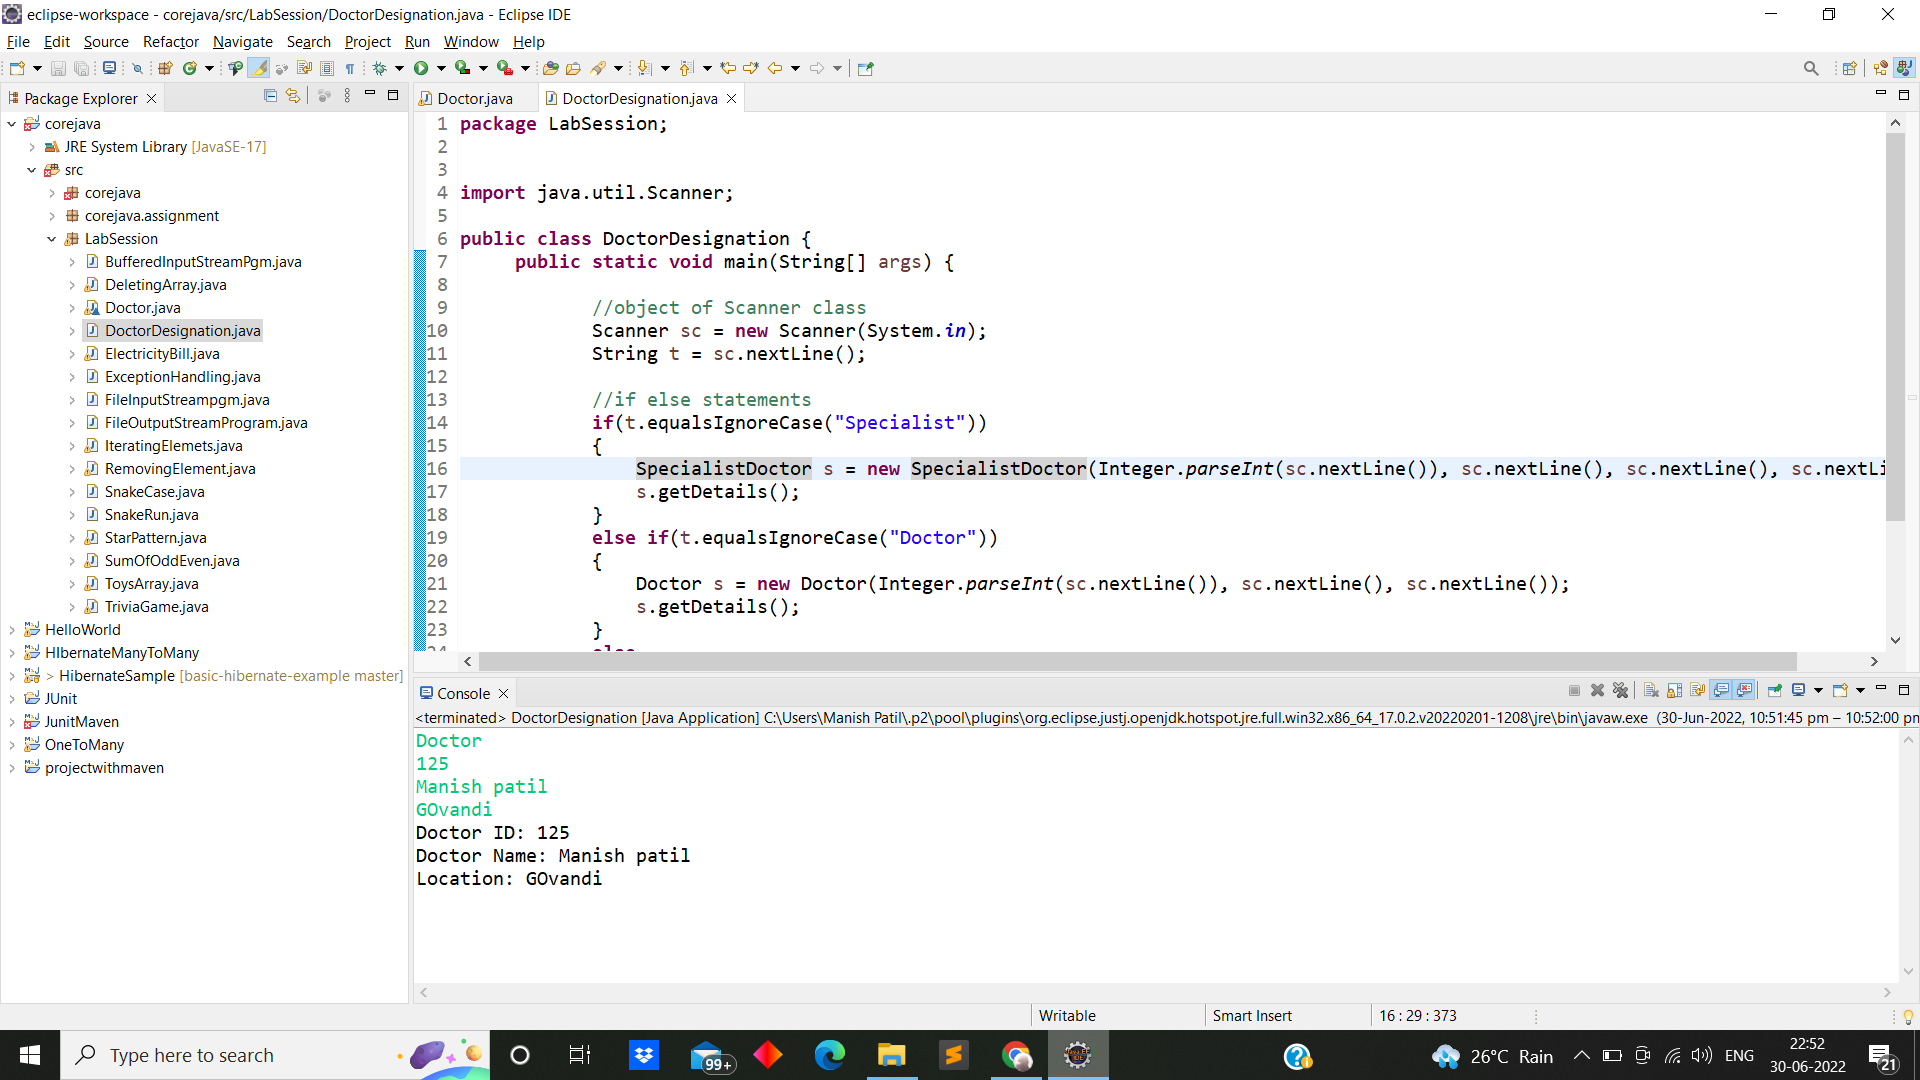 eclipse-workspace - corejava/src/LabSession/DoctorDesignation.java - Eclipse IDE
File Edit Source Refactor Navigate Search Project Run Window Help
Package Explorer
corejava
JRE System Library [JavaSE-17]
src
corejava
corejava.assignment
LabSession
BufferedInputStreamPgm.java
DeletingArray.java
Doctor.java
DoctorDesignation.java
ElectricityBill.java
ExceptionHandling.java
FileInputStreampgm.java
FileOutputStreamProgram.java
IteratingElemets.java
RemovingElement.java
SnakeCase.java
SnakeRun.java
StarPattern.java
SumOfOddEven.java
ToysArray.java
TriviaGame.java
HelloWorld
HIbernateManyToMany
> HibernateSample [basic-hibernate-example master]
JUnit
JunitMaven
OneToMany
projectwithmaven
Doctor.java DoctorDesignation.java
1 package LabSession;
2
3
4 import java.util.Scanner;
5
6 public class DoctorDesignation {
7 public static void main(String[] args) {
8
9 //object of Scanner class
10 Scanner sc = new Scanner(System.in);
11 String t = sc.nextLine();
12
13 //if else statements
14 if(t.equalsIgnoreCase("Specialist"))
15 {
16 SpecialistDoctor s = new SpecialistDoctor(Integer.parseInt(sc.nextLine()), sc.nextLine(), sc.nextLine(), sc.nextLi
17 s.getDetails();
18 }
19 else if(t.equalsIgnoreCase("Doctor"))
20 {
21 Doctor s = new Doctor(Integer.parseInt(sc.nextLine()), sc.nextLine(), sc.nextLine());
22 s.getDetails();
23 }
24 else
Console
<terminated> DoctorDesignation [Java Application] C:\Users\Manish Patil\.p2\pool\plugins\org.eclipse.justj.openjdk.hotspot.jre.full.win32.x86_64_17.0.2.v20220201-1208\jre\bin\javaw.exe (30-Jun-2022, 10:51:45 pm – 10:52:00 pm
Doctor
125
Manish patil
GOvandi
Doctor ID: 125
Doctor Name: Manish patil
Location: GOvandi
Writable Smart Insert 16 : 29 : 373
Type here to search
99+
26°C Rain
ENG
22:52
30-06-2022
21